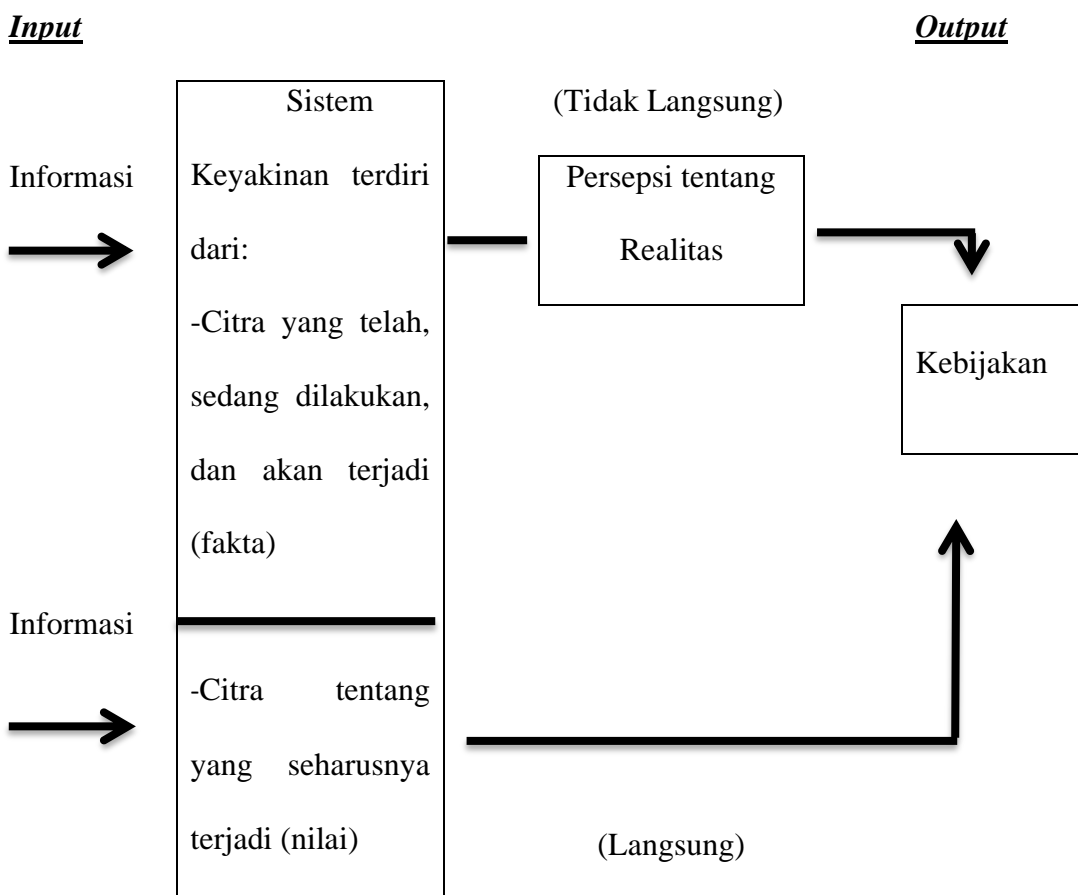 Input
Output
Sistem
Keyakinan terdiri
dari:
-Citra yang telah,
sedang dilakukan,
dan akan terjadi
(fakta)
-Citra tentang
yang seharusnya
terjadi (nilai)
Informasi
Informasi
(Tidak Langsung)
Persepsi tentang
Realitas
Kebijakan
(Langsung)